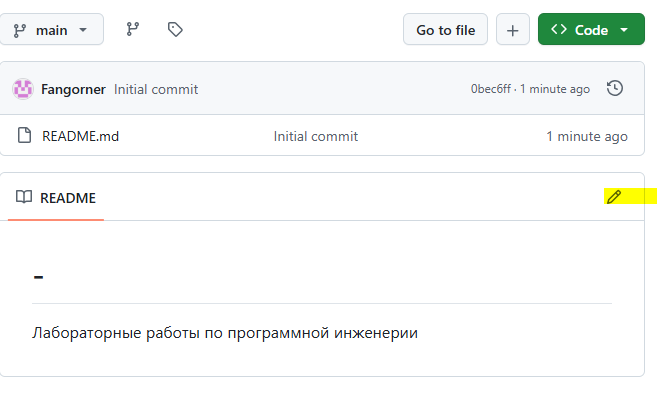 main
Go to file
Code
Fangorner Initial commit 0bec6ff · 1 minute ago
README.md Initial commit 1 minute ago
README
-
Лабораторные работы по программной инженерии